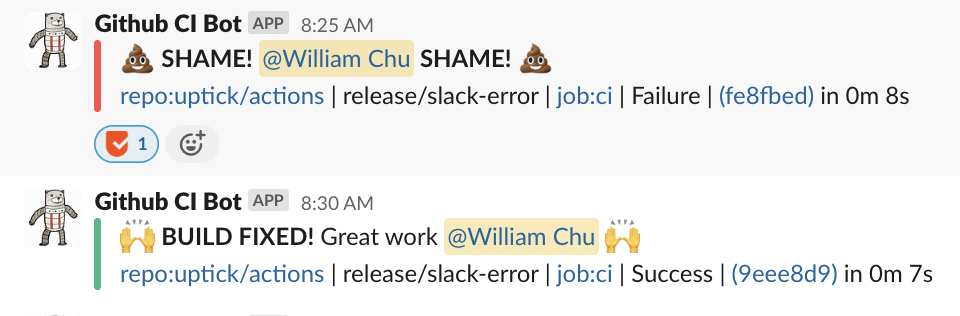 Github CI Bot APP 8:25 AM
💩 SHAME! @William Chu SHAME! 💩
repo:uptick/actions | release/slack-error | job:ci | Failure | (fe8fbed) in 0m 8s
1
Github CI Bot APP 8:30 AM
🙌 BUILD FIXED! Great work @William Chu 🙌
repo:uptick/actions | release/slack-error | job:ci | Success | (9eee8d9) in 0m 7s